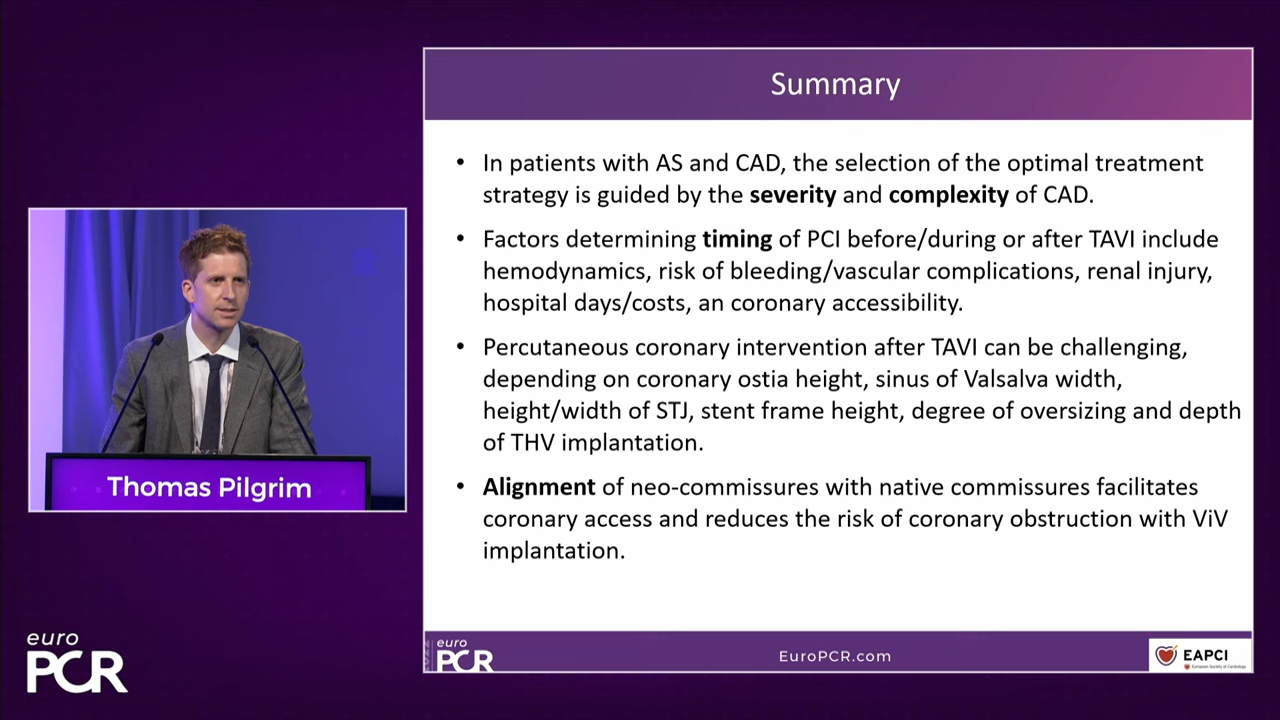 Summary
• In patients with AS and CAD, the selection of the optimal treatment
strategy is guided by the severity and complexity of CAD.
• Factors determining timing of PCI before/during or after TAVI include
hemodynamics, risk of bleeding/vascular complications, renal injury,
hospital days/costs, an coronary accessibility.
• Percutaneous coronary intervention after TAVI can be challenging,
depending on coronary ostia height, sinus of Valsalva width,
height/width of STJ, stent frame height, degree of oversizing and depth
of THV implantation.
• Alignment of neo-commissures with native commissures facilitates
coronary access and reduces the risk of coronary obstruction with ViV
implantation.
Thomas Pilgrim
euro
PCR
2022
euro
PCR
EuroPCR.com
EAPCI
European Society of Cardiology